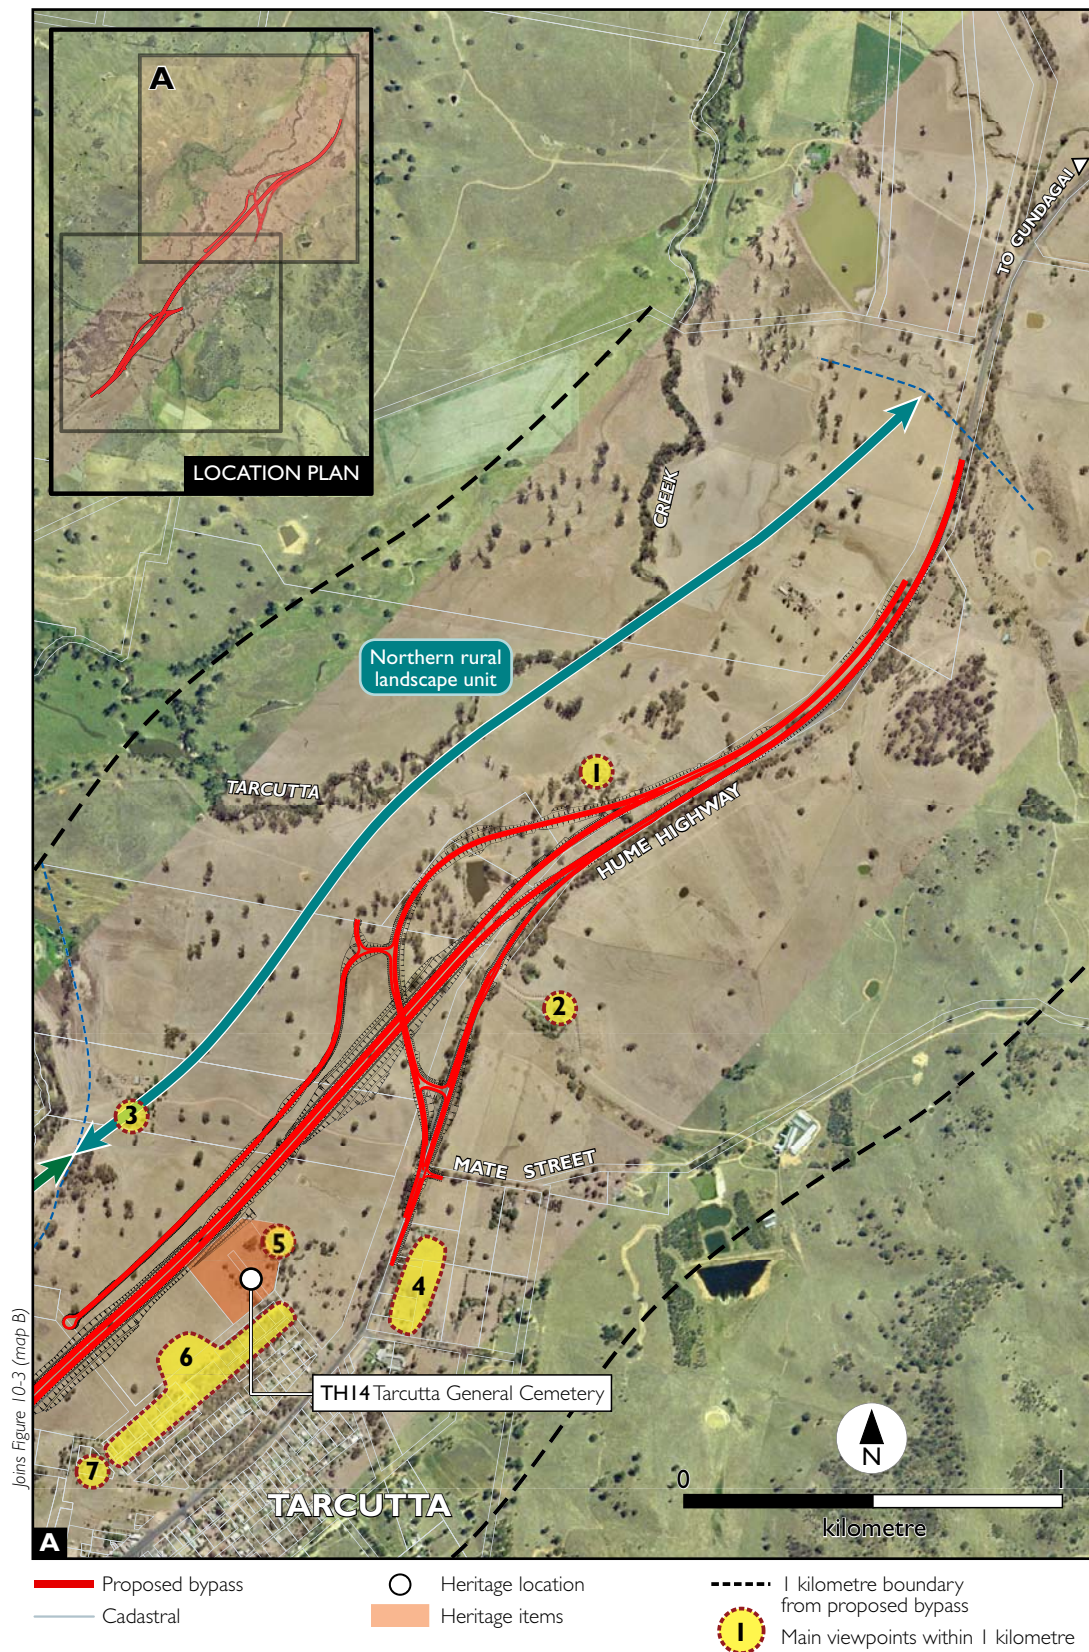 A
LOCATION PLAN
TO GUNDAGAI
CREEK
Northern rural
landscape unit
TARCUTTA
1
HUME HIGHWAY
2
3
MATE STREET
5
4
6
TH14 Tarcutta General Cemetery
7
TARCUTTA
N
0
1
kilometre
A
Joins Figure 10-3 (map B)
Proposed bypass
Cadastral
Heritage location
Heritage items
1 kilometre boundary
from proposed bypass
1
Main viewpoints within 1 kilometre